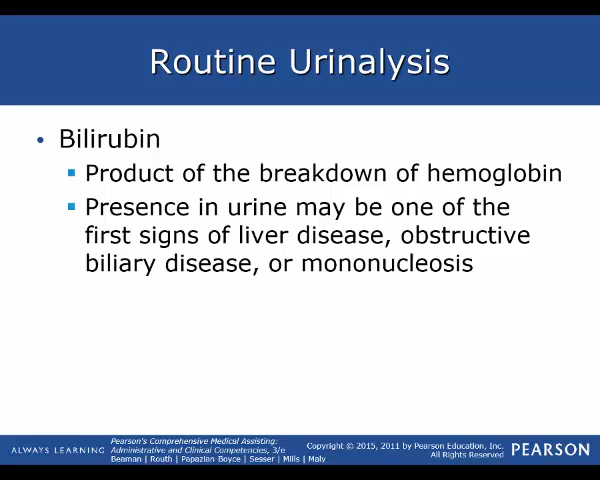 Routine Urinalysis
• Bilirubin
▪ Product of the breakdown of hemoglobin
▪ Presence in urine may be one of the
first signs of liver disease, obstructive
biliary disease, or mononucleosis
ALWAYS LEARNING
Pearson's Comprehensive Medical Assisting:
Administrative and Clinical Competencies, 3/e
Beaman | Routh | Papazian Boyce | Sesser | Mills | Maly
Copyright © 2015, 2011 by Pearson Education, Inc.
All Rights Reserved
PEARSON